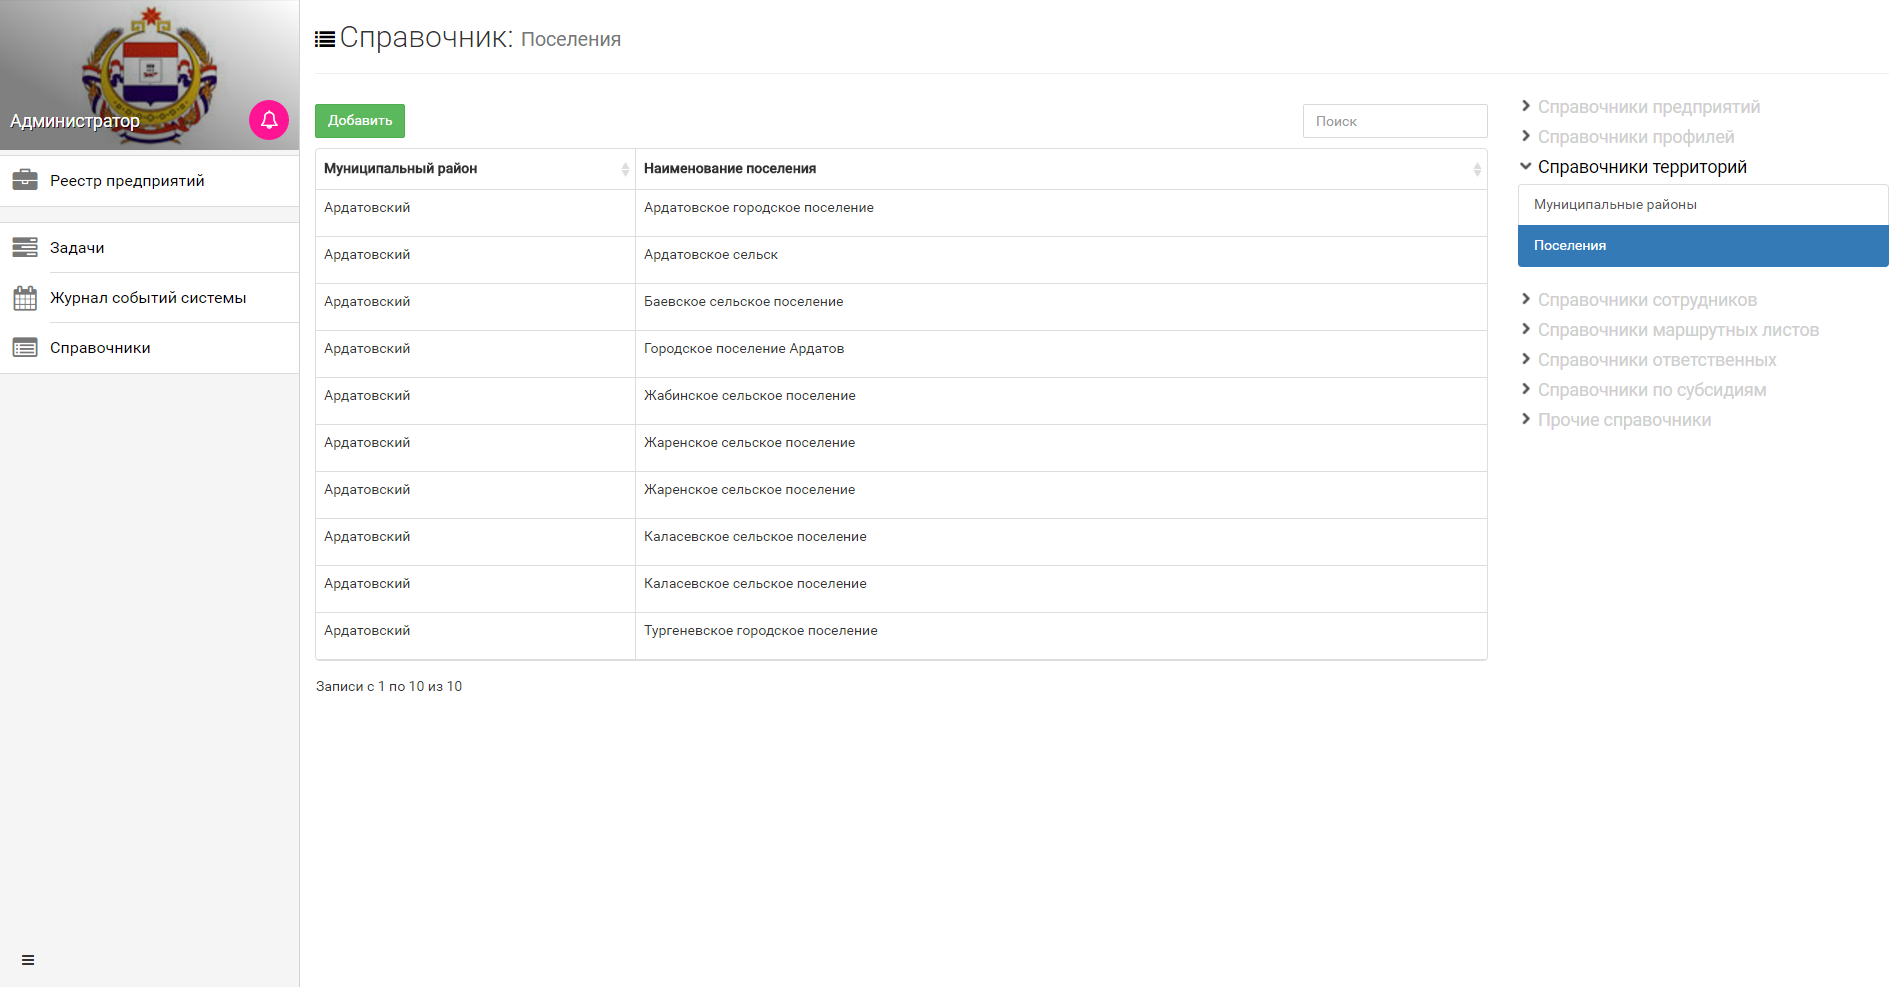 Администратор
Реестр предприятий
Задачи
Журнал событий системы
Справочники
Справочник: Поселения
Добавить
Поиск
Муниципальный район Наименование поселения
Ардатовский Ардатовское городское поселение
Ардатовский Ардатовское сельск
Ардатовский Баевское сельское поселение
Ардатовский Городское поселение Ардатов
Ардатовский Жабинское сельское поселение
Ардатовский Жаренское сельское поселение
Ардатовский Жаренское сельское поселение
Ардатовский Каласевское сельское поселение
Ардатовский Каласевское сельское поселение
Ардатовский Тургеневское городское поселение
Записи с 1 по 10 из 10
Справочники предприятий
Справочники профилей
Справочники территорий
Муниципальные районы
Поселения
Справочники сотрудников
Справочники маршрутных листов
Справочники ответственных
Справочники по субсидиям
Прочие справочники